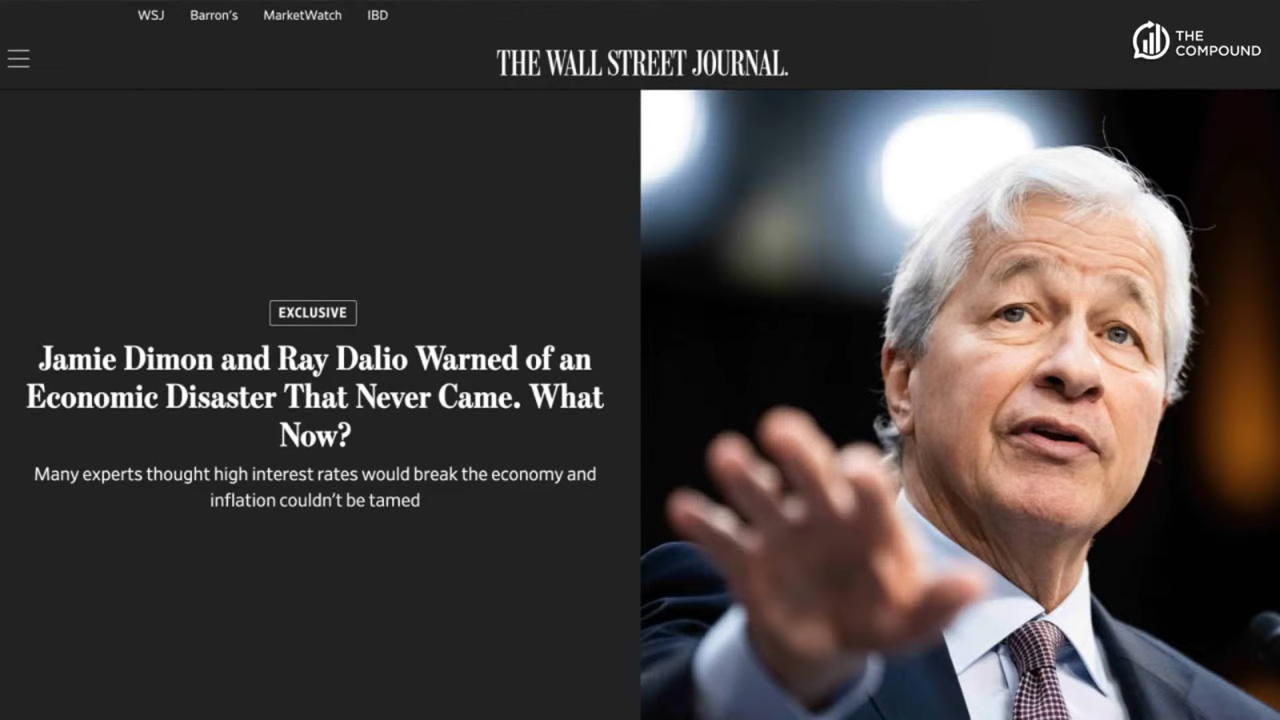 WSJ Barron's MarketWatch IBD
THE WALL STREET JOURNAL.
THE
COMPOUND
EXCLUSIVE
Jamie Dimon and Ray Dalio Warned of an
Economic Disaster That Never Came. What
Now?
Many experts thought high interest rates would break the economy and
inflation couldn't be tamed